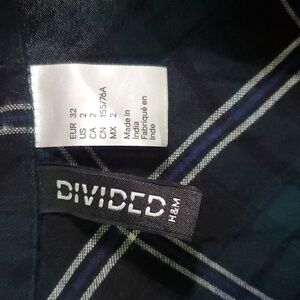 EUR 32
US 2
CA 2
CN 155/76A
MX 2
Made in
India
Fabriqué en
Inde
DIVIDED
H&M